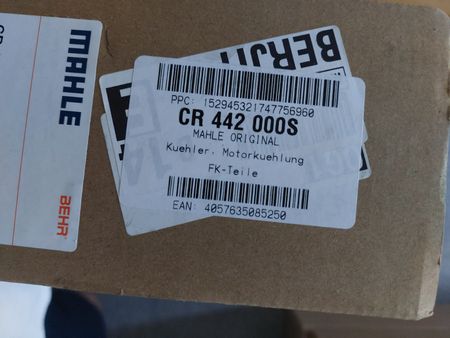 MAHLE
BEHR
PPC: 152945321747756960
CR 442 000S
MAHLE ORIGINAL
Kuehler, Motorkuehlung
FK-Teile
EAN: 4057635085250